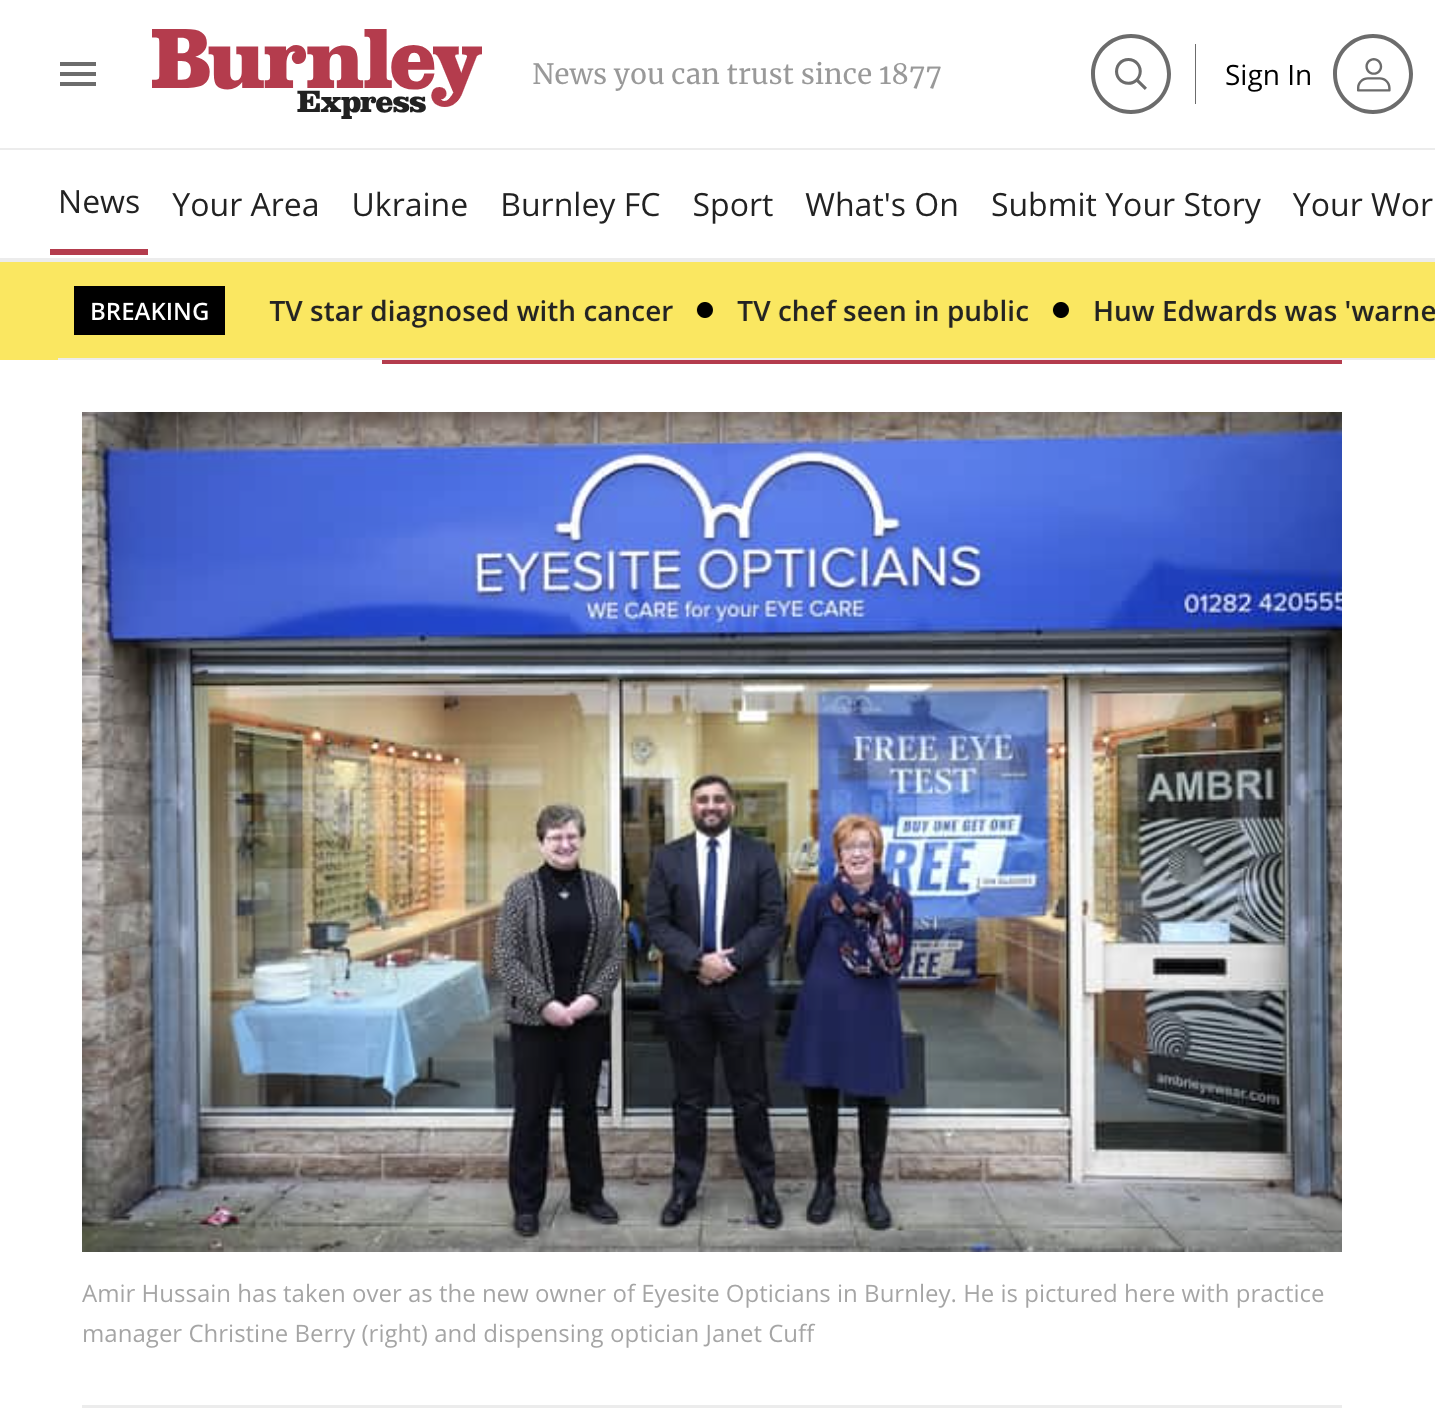 Burnley
Express
News you can trust since 1877
Sign In
News Your Area Ukraine Burnley FC Sport What's On Submit Your Story Your Wor
BREAKING TV star diagnosed with cancer ● TV chef seen in public ● Huw Edwards was 'warne
EYESITE OPTICIANS
WE CARE for your EYE CARE
01282 420555
FREE EYE
TEST
BUY ONE GET ONE
REE
ST
REE
AMBRI
ambrieyewear.com
Amir Hussain has taken over as the new owner of Eyesite Opticians in Burnley. He is pictured here with practice
manager Christine Berry (right) and dispensing optician Janet Cuff